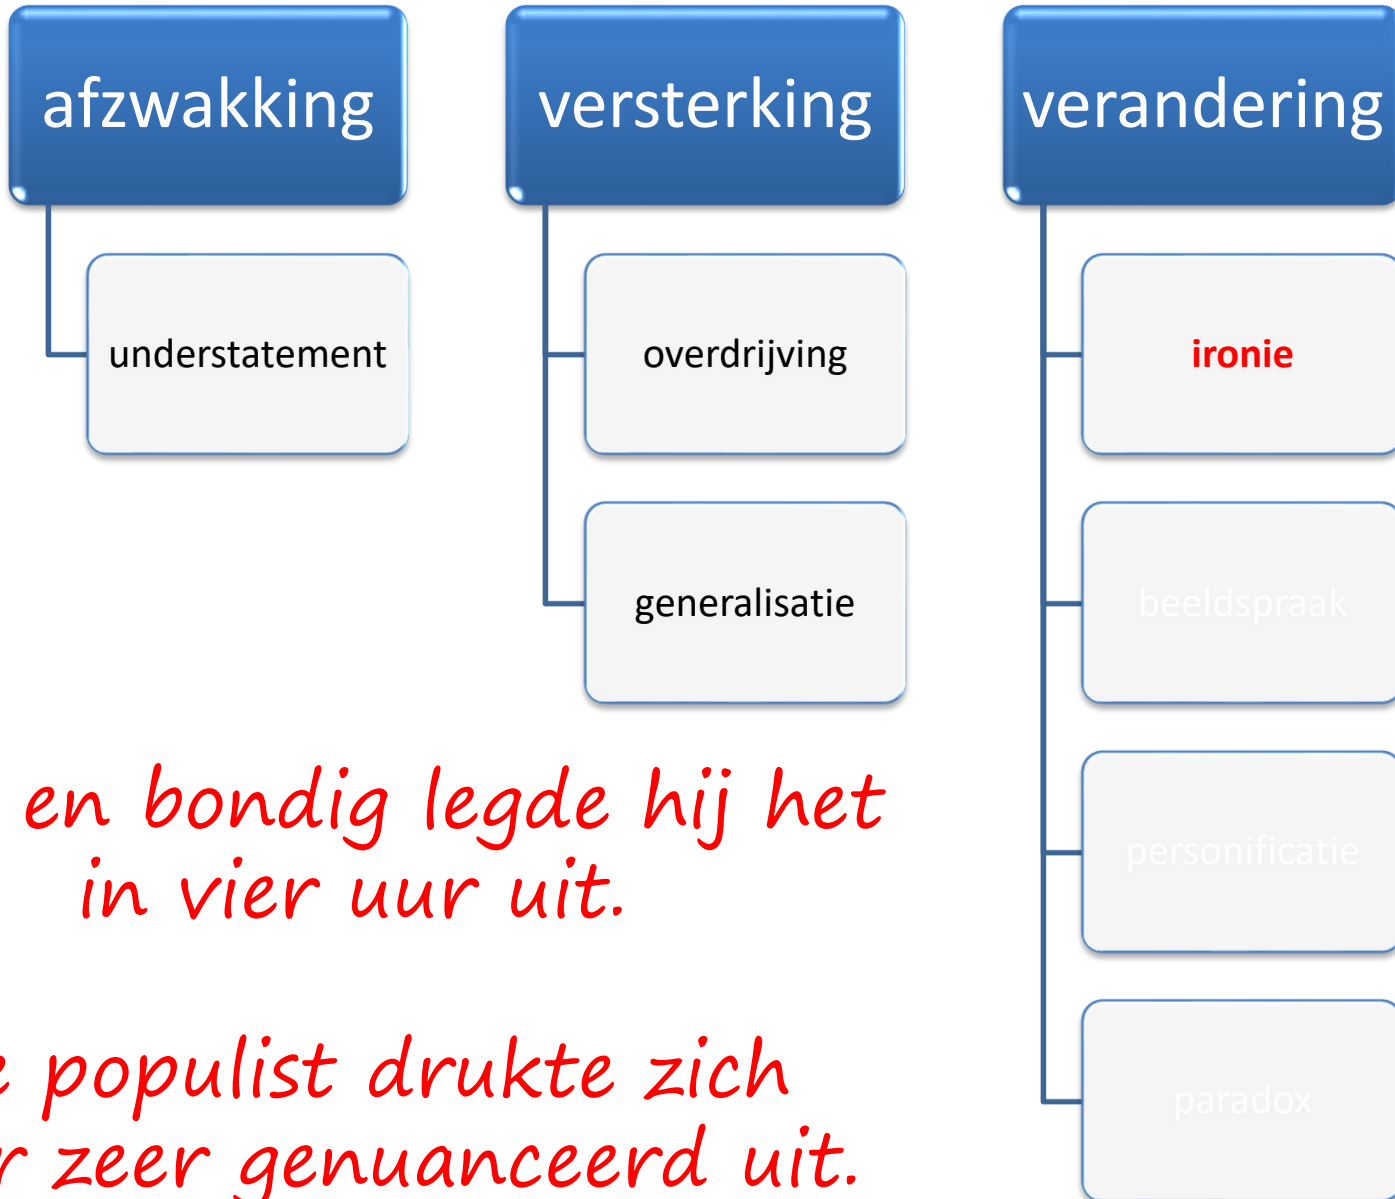 afzwakking
understatement
versterking
overdrijving
generalisatie
verandering
ironie
beeldspraak
personificatie
paradox
en bondig legde hij het
in vier uur uit.
populist drukte zich
zeer genuanceerd uit.